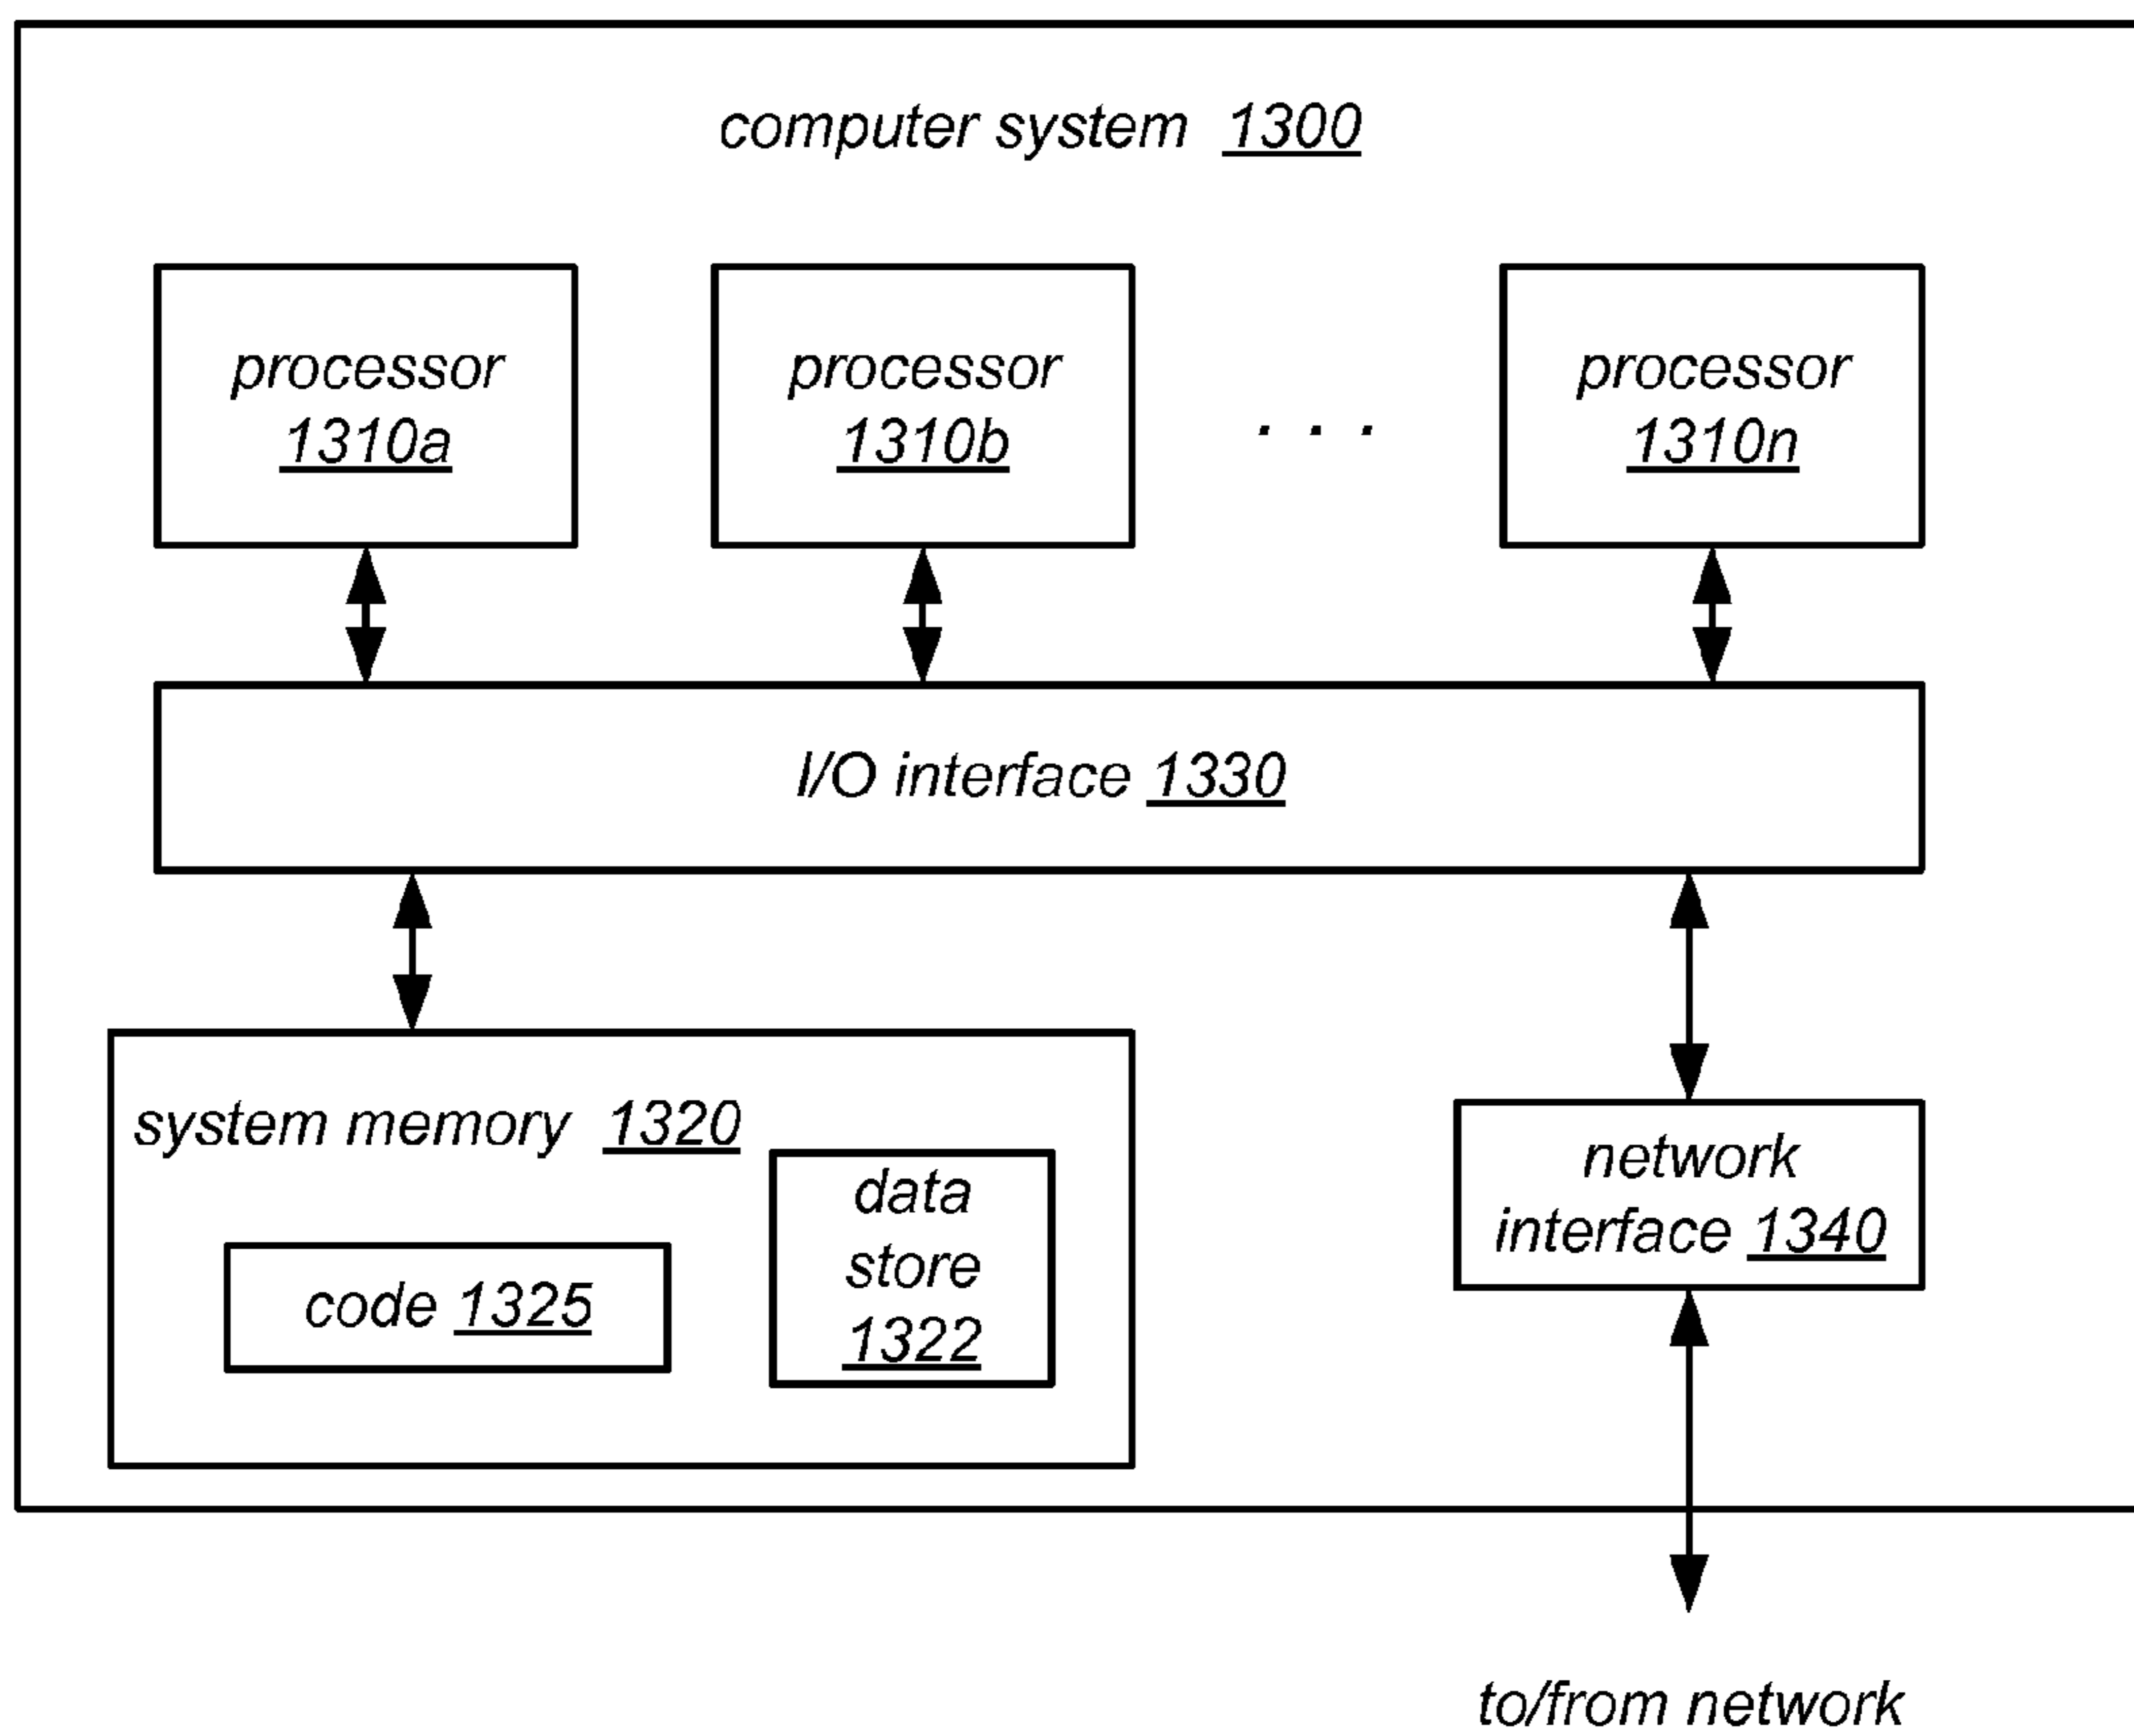 computer system 1300
processor
1310a
processor
1310b
. . .
processor
1310n
I/O interface 1330
system memory 1320
code 1325
data
store
1322
network
interface 1340
to/from network